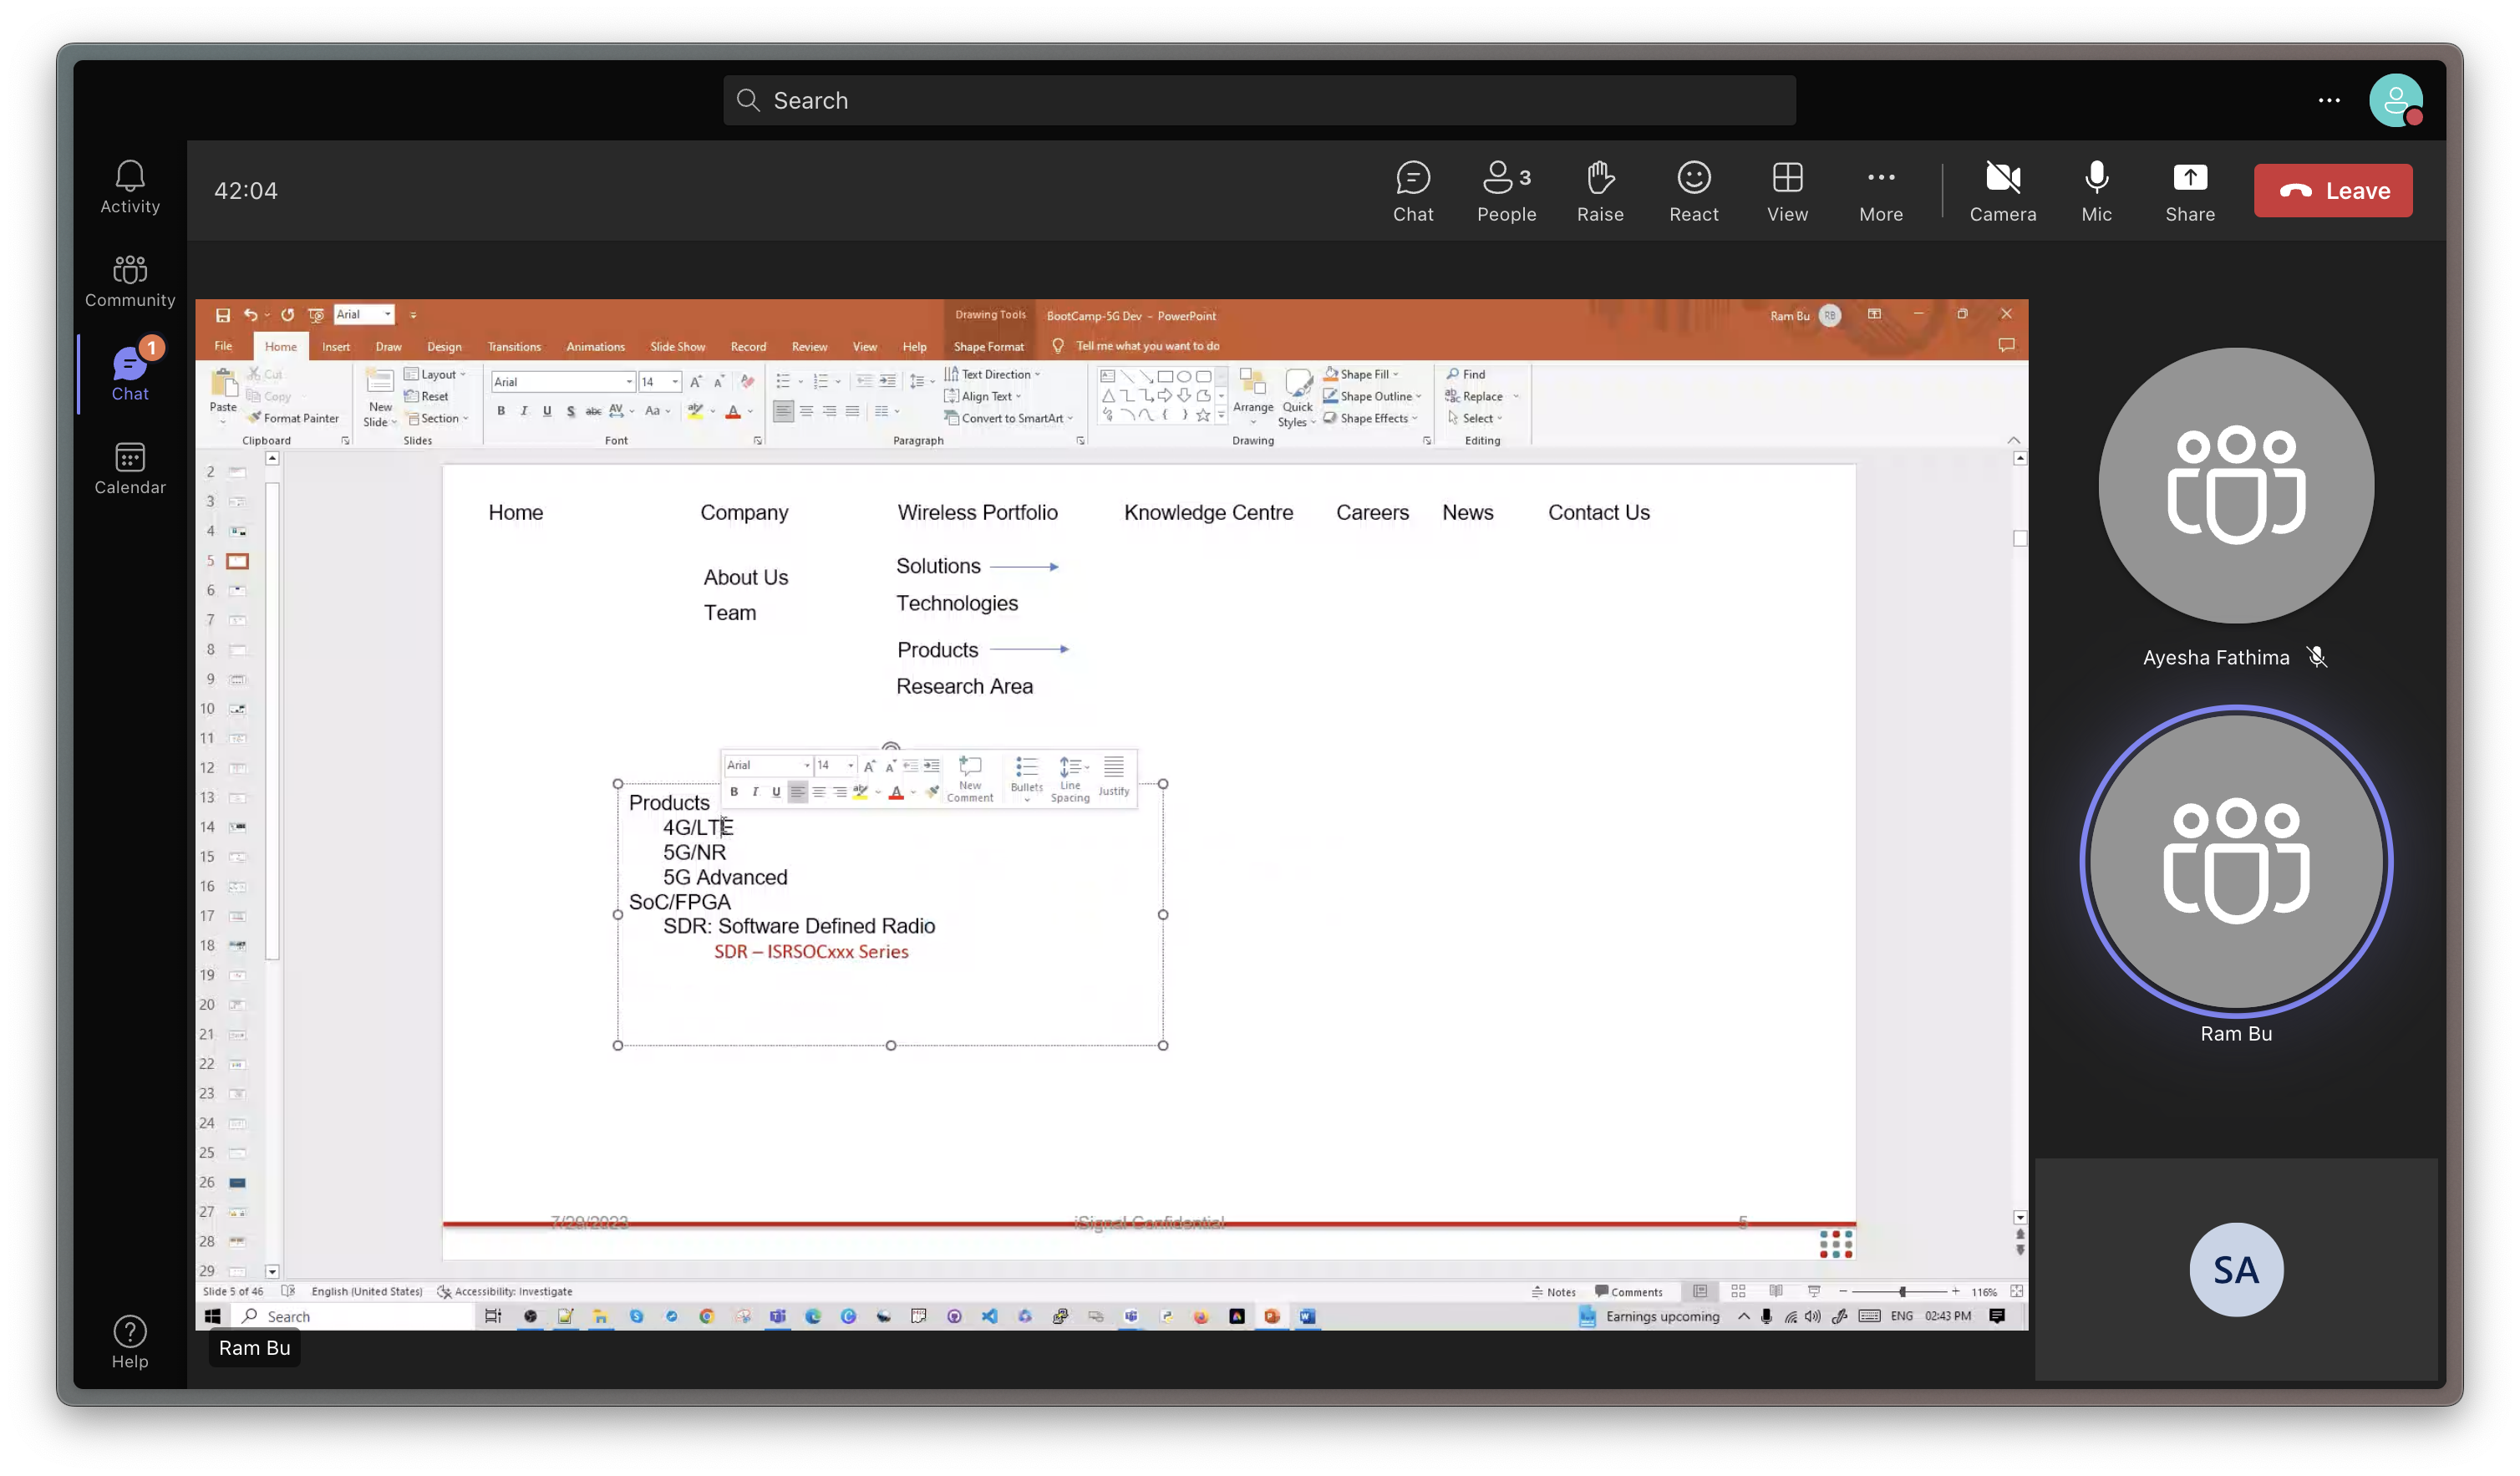 Search
42:04
Chat
People 3
Raise
React
View
More
Camera
Mic
Share
Leave
Activity
Community
1
Chat
Calendar
Help
Arial
Drawing Tools
BootCamp-5G Dev – PowerPoint
Ram Bu RB
File Home Insert Draw Design Transitions Animations Slide Show Record Review View Help Shape Format Tell me what you want to do
Paste
Cut
Copy
Format Painter
Clipboard
New Slide
Layout
Reset
Section
Slides
Arial 14
B I U S abc AV Aa A
Font
Text Direction
Align Text
Convert to SmartArt
Paragraph
Arrange
Quick Styles
Shape Fill
Shape Outline
Shape Effects
Drawing
Find
Replace
Select
Editing
2
3
4
5
6
7
8
9
10
11
12
13
14
15
16
17
18
19
20
21
22
23
24
25
26
27
28
29
Home Company Wireless Portfolio Knowledge Centre Careers News Contact Us
About Us
Team
Solutions
Technologies
Products
Research Area
Arial 14
B I U
New Comment
Bullets
Line Spacing
Justify
Products
4G/LTE
5G/NR
5G Advanced
SoC/FPGA
SDR: Software Defined Radio
SDR – ISRSOCxxx Series
7/29/2023 iSignal Confidential 5
Slide 5 of 46 English (United States) Accessibility: Investigate
Notes Comments 116%
Search
Earnings upcoming ENG 02:43 PM
Ram Bu
Ayesha Fathima
Ram Bu
SA